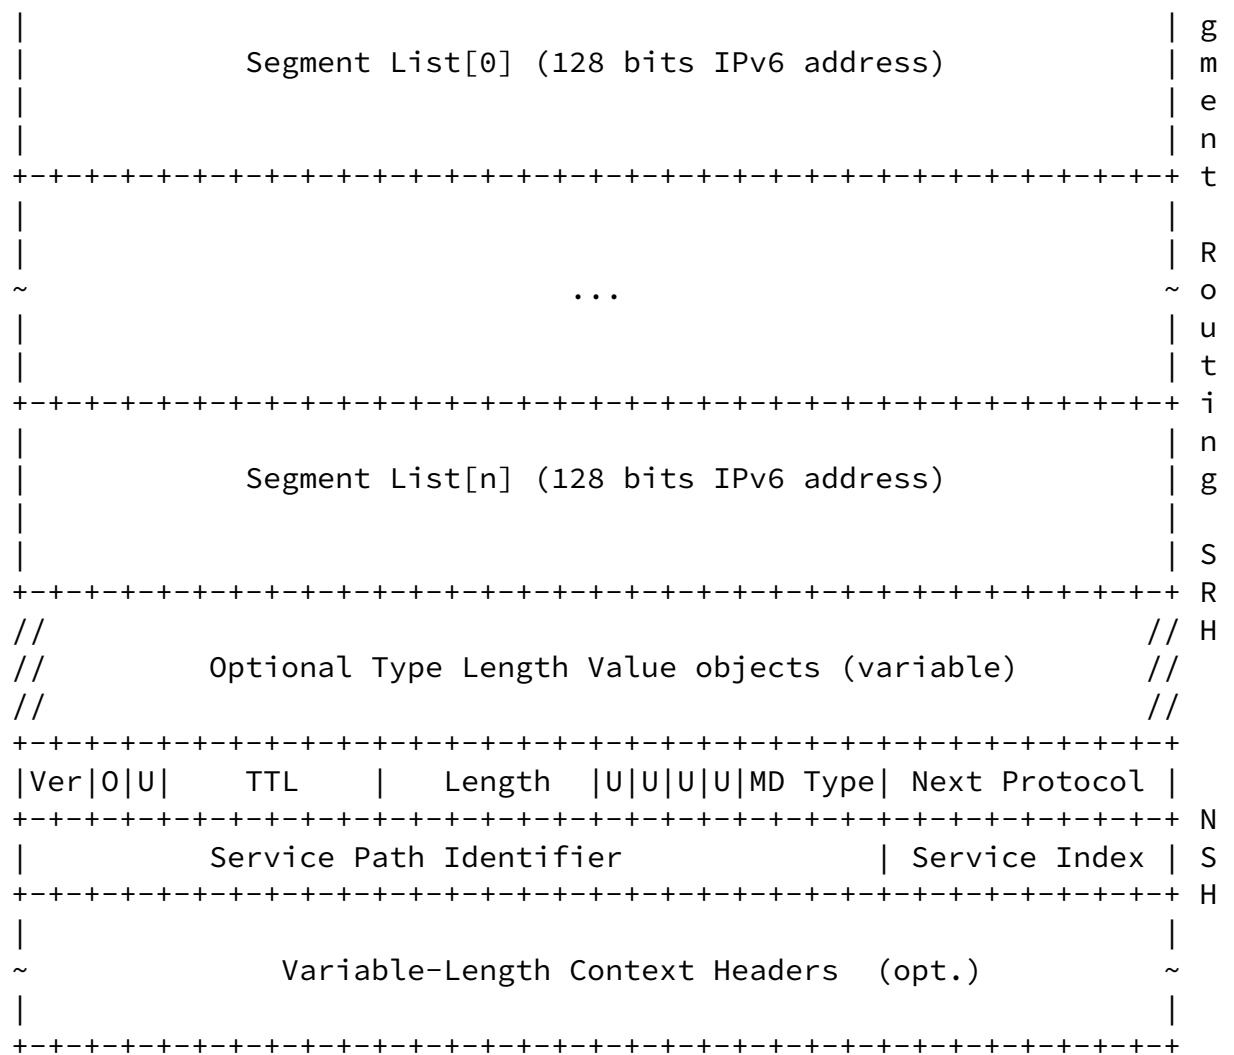 |                                                               | g
|            Segment List[0] (128 bits IPv6 address)            | m
|                                                               | e
|                                                               | n
+-+-+-+-+-+-+-+-+-+-+-+-+-+-+-+-+-+-+-+-+-+-+-+-+-+-+-+-+-+-+-+-+ t
|                                                               |
|                                                               | R
~                              ...                              ~ o
|                                                               | u
|                                                               | t
+-+-+-+-+-+-+-+-+-+-+-+-+-+-+-+-+-+-+-+-+-+-+-+-+-+-+-+-+-+-+-+-+ i
|                                                               | n
|            Segment List[n] (128 bits IPv6 address)            | g
|                                                               |
|                                                               | S
+-+-+-+-+-+-+-+-+-+-+-+-+-+-+-+-+-+-+-+-+-+-+-+-+-+-+-+-+-+-+-+-+ R
//                                                             // H
//         Optional Type Length Value objects (variable)       //
//                                                             //
+-+-+-+-+-+-+-+-+-+-+-+-+-+-+-+-+-+-+-+-+-+-+-+-+-+-+-+-+-+-+-+-+
|Ver|O|U|    TTL    |   Length  |U|U|U|U|MD Type| Next Protocol |
+-+-+-+-+-+-+-+-+-+-+-+-+-+-+-+-+-+-+-+-+-+-+-+-+-+-+-+-+-+-+-+-+ N
|          Service Path Identifier              | Service Index | S
+-+-+-+-+-+-+-+-+-+-+-+-+-+-+-+-+-+-+-+-+-+-+-+-+-+-+-+-+-+-+-+-+ H
|                                                               |
~              Variable-Length Context Headers  (opt.)          ~
|                                                               |
+-+-+-+-+-+-+-+-+-+-+-+-+-+-+-+-+-+-+-+-+-+-+-+-+-+-+-+-+-+-+-+-+